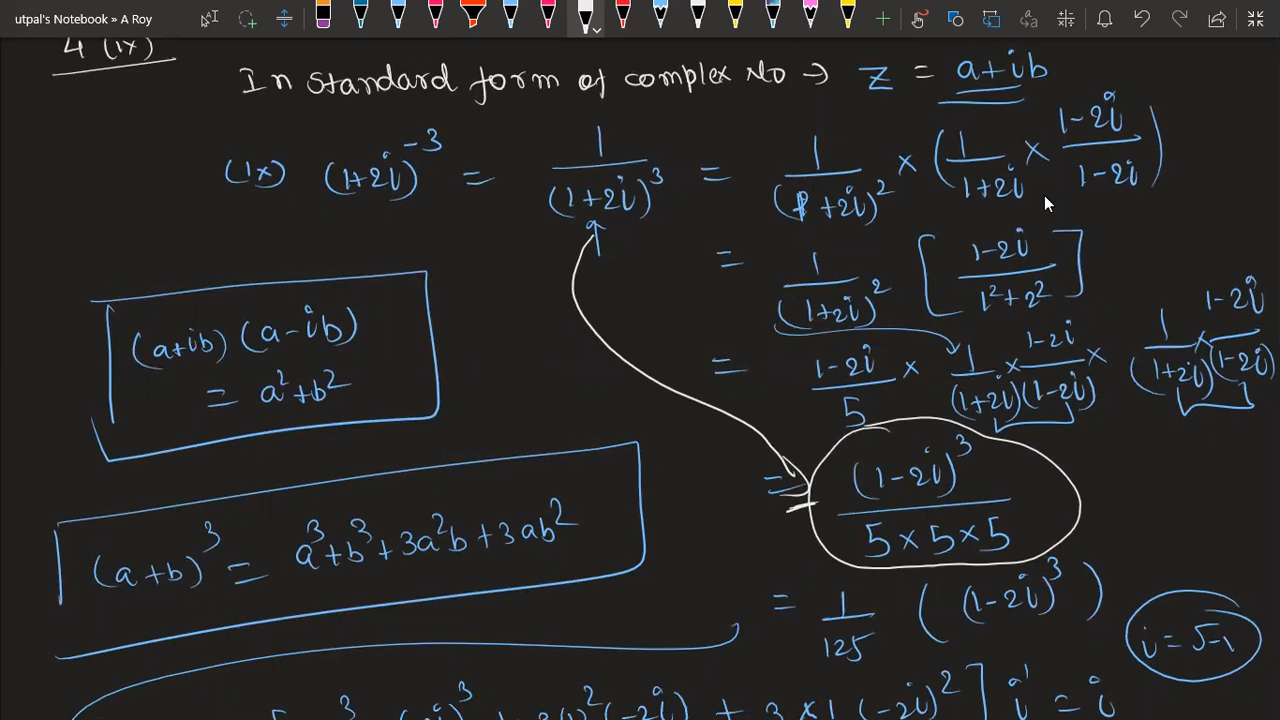 utpal's Notebook » A Roy
4 (ix)
In standard form of complex No → z = a+ib
(ix) (1+2i)^-3 = 1/(1+2i)^3 = 1/(1+2i)^2 × (1/1+2i × 1-2i/1-2i)
= 1/(1+2i)^2 [1-2i/1^2+2^2]
(a+ib) (a-ib)
= a^2+b^2
= 1-2i/5 × 1/(1+2i) × 1-2i/(1-2i) × 1/(1+2i) × 1-2i/(1-2i)
= (1-2i)^3/5×5×5
(a+b)^3 = a^3+b^3+3a^2b+3ab^2
= 1/125 ((1-2i)^3)
i = √-1
+ 3×1 (-2i)^2] i^1 = i